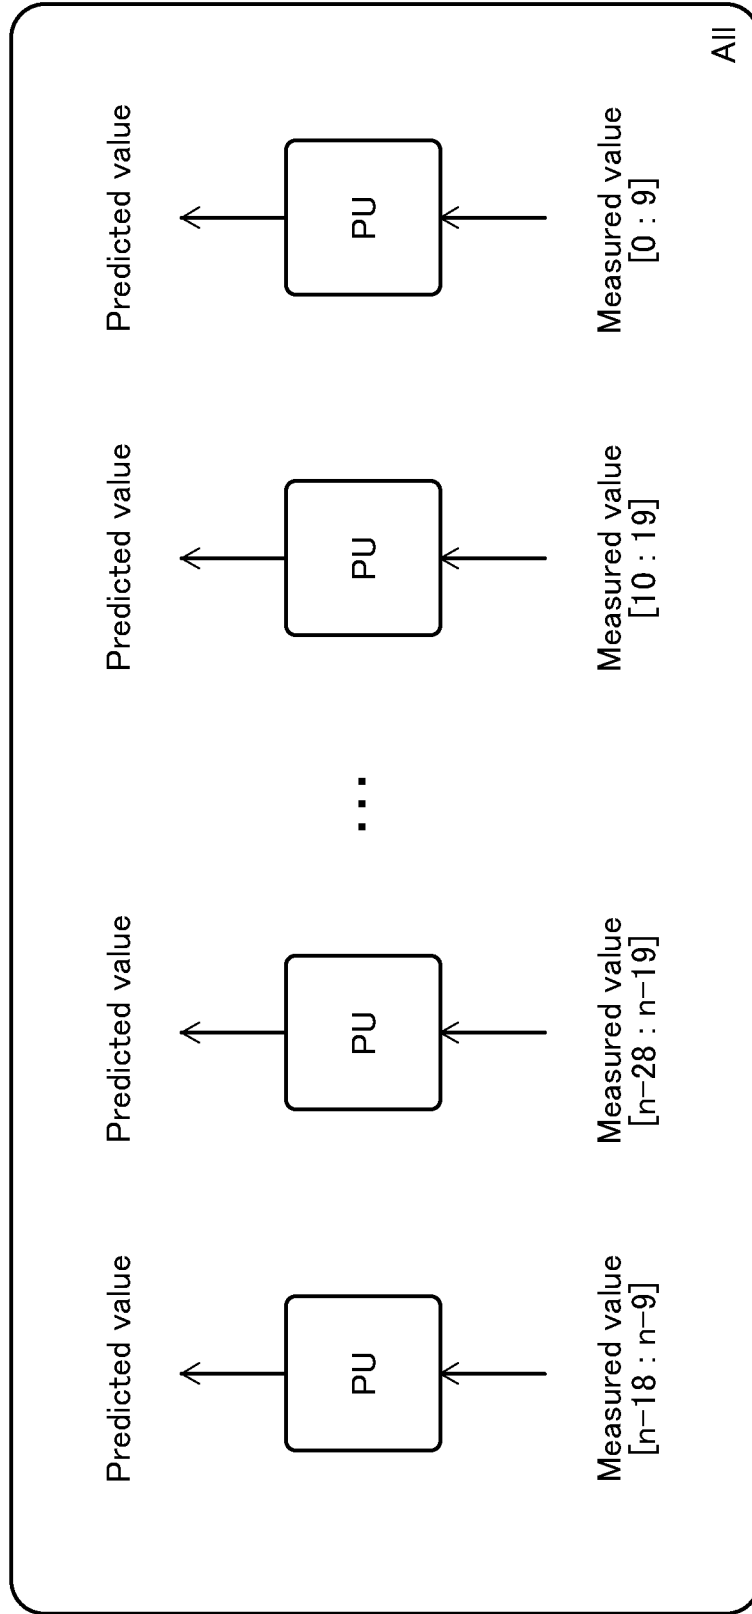 Predicted value
Predicted value
Predicted value
Predicted value
PU
PU
...
PU
PU
Measured value
[n-18 : n-9]
Measured value
[n-28 : n-19]
Measured value
[10 : 19]
Measured value
[0 : 9]
All